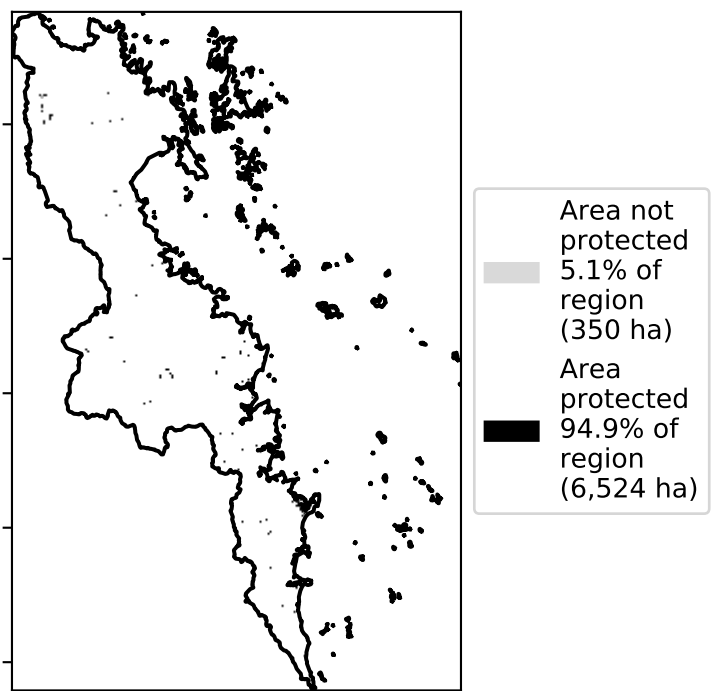 Area not
protected
5.1% of
region
(350 ha)
Area
protected
94.9% of
region
(6,524 ha)